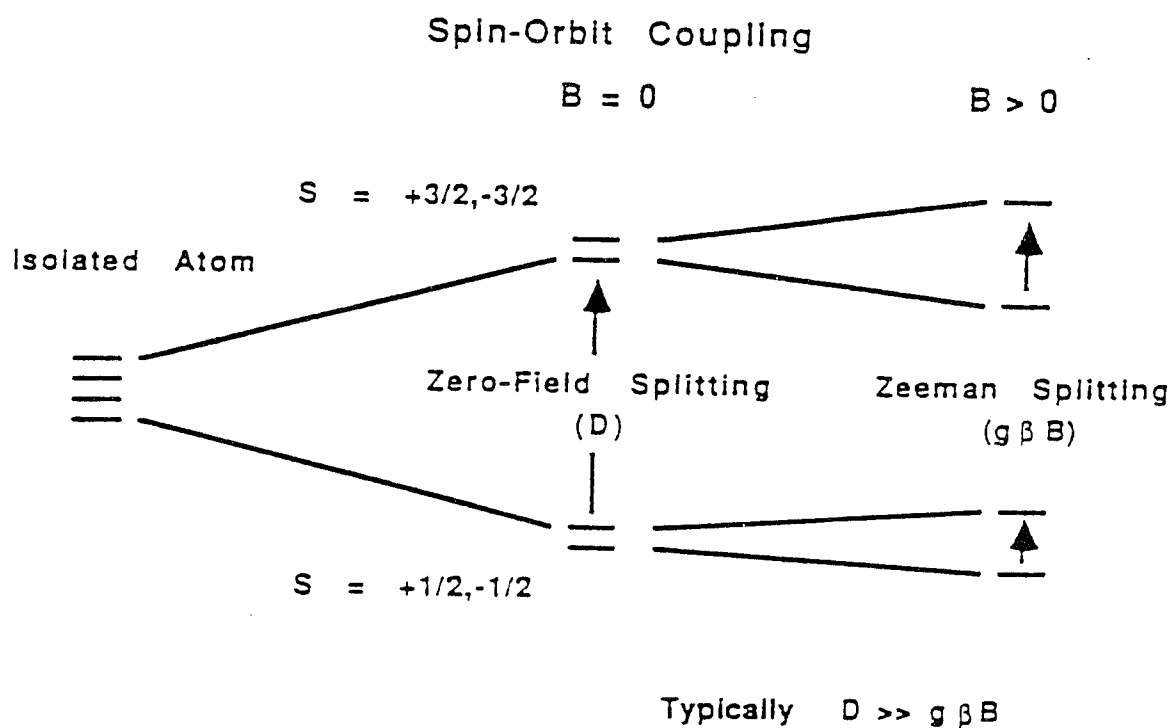 Spin-Orbit Coupling
B = 0
B > 0
S = +3/2,-3/2
Isolated Atom
Zero-Field Splitting
(D)
Zeeman Splitting
(g β B)
S = +1/2,-1/2
Typically D >> g β B